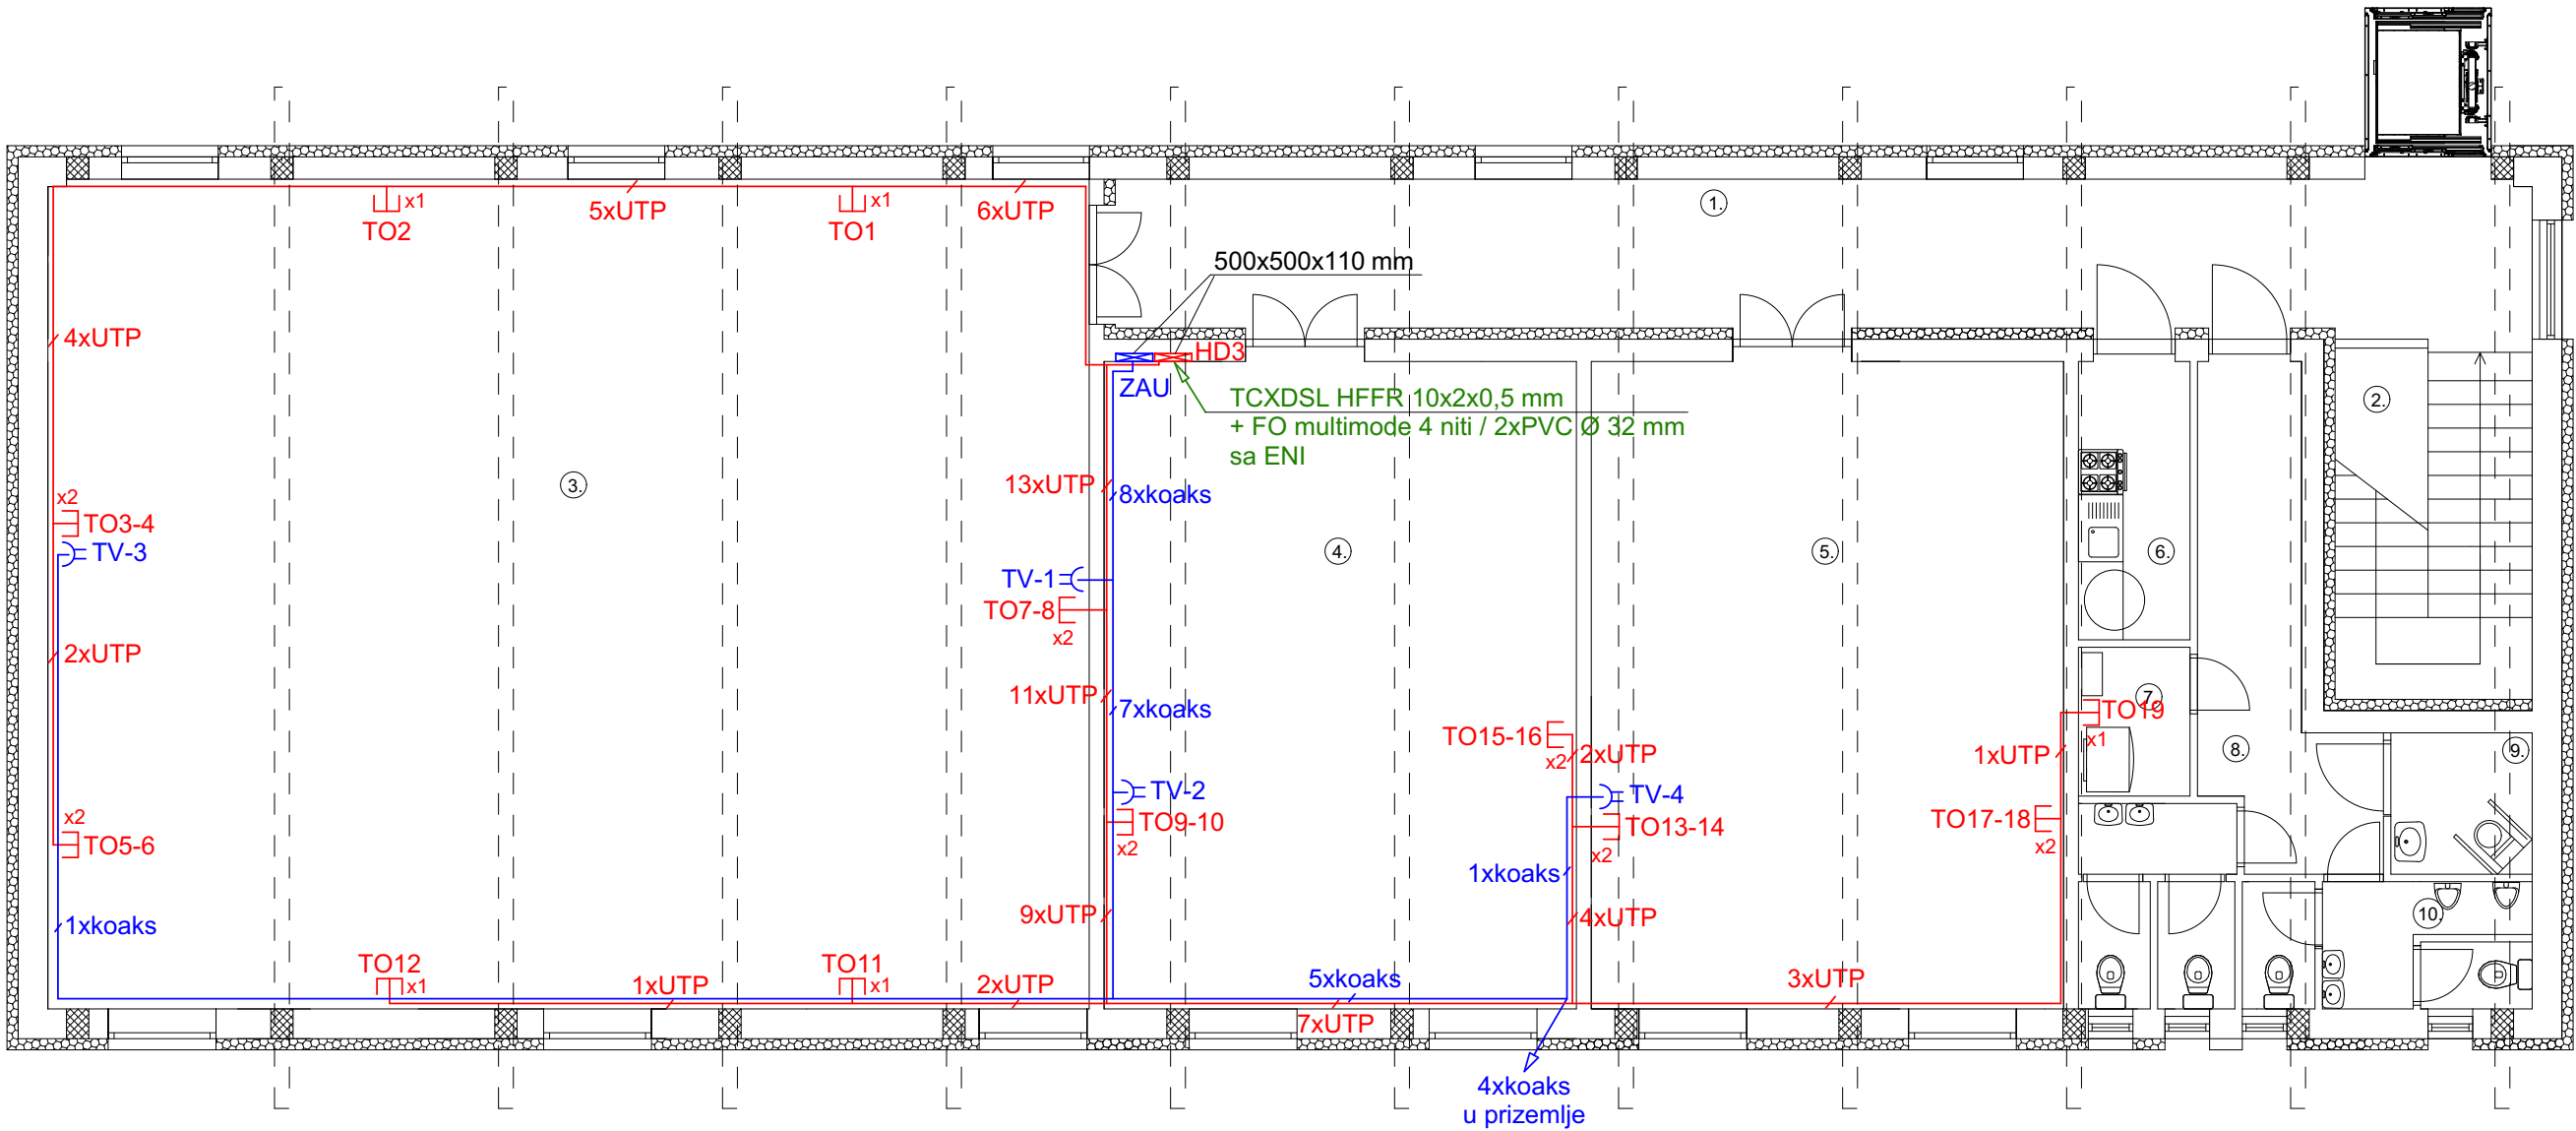 x1
5xUTP
x1
6xUTP
TO2
TO1
1.
500x500x110 mm
4xUTP
HD3
ZAU
TCXDSL HFFR 10x2x0,5 mm
+ FO multimode 4 niti / 2xPVC Ø 32 mm
sa ENI
2.
3.
13xUTP
8xkoaks
x2
TO3-4
TV-3
4.
5.
6.
TV-1
TO7-8
x2
2xUTP
11xUTP
7xkoaks
7.
TO19
x1
TO15-16
x2
2xUTP
1xUTP
8.
9.
TV-2
TO9-10
x2
TV-4
TO13-14
x2
TO17-18
x2
x2
TO5-6
1xkoaks
9xUTP
1xkoaks
4xUTP
10.
TO12
x1
1xUTP
TO11
x1
2xUTP
5xkoaks
7xUTP
3xUTP
4xkoaks
u prizemlje